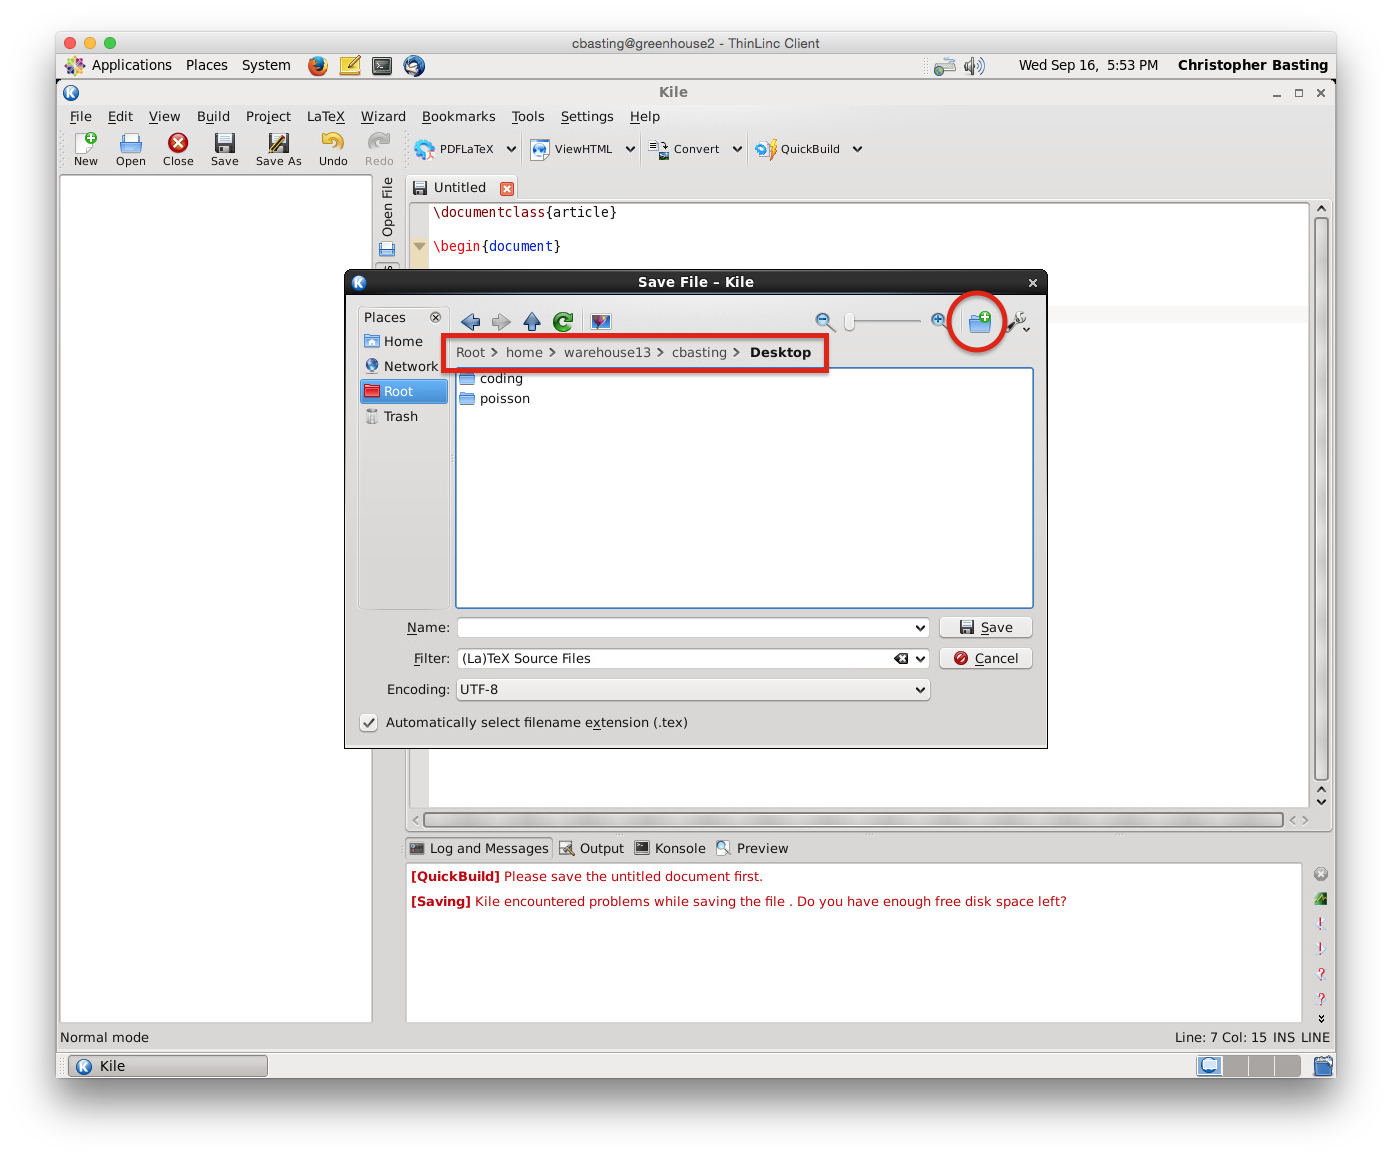 cbasting@greenhouse2 - ThinLinc Client
Applications Places System Wed Sep 16, 5:53 PM Christopher Basting
Kile
File Edit View Build Project LaTeX Wizard Bookmarks Tools Settings Help
New Open Close Save Save As Undo Redo PDFLaTeX ViewHTML Convert QuickBuild
Open File
Untitled
\documentclass{article}
\begin{document}
Save File – Kile
Places
Home
Network
Root
Trash
Root > home > warehouse13 > cbasting > Desktop
coding
poisson
Name: Save
Filter: (La)TeX Source Files Cancel
Encoding: UTF-8
Automatically select filename extension (.tex)
Log and Messages Output Konsole Preview
[QuickBuild] Please save the untitled document first.
[Saving] Kile encountered problems while saving the file . Do you have enough free disk space left?
Normal mode Line: 7 Col: 15 INS LINE
Kile